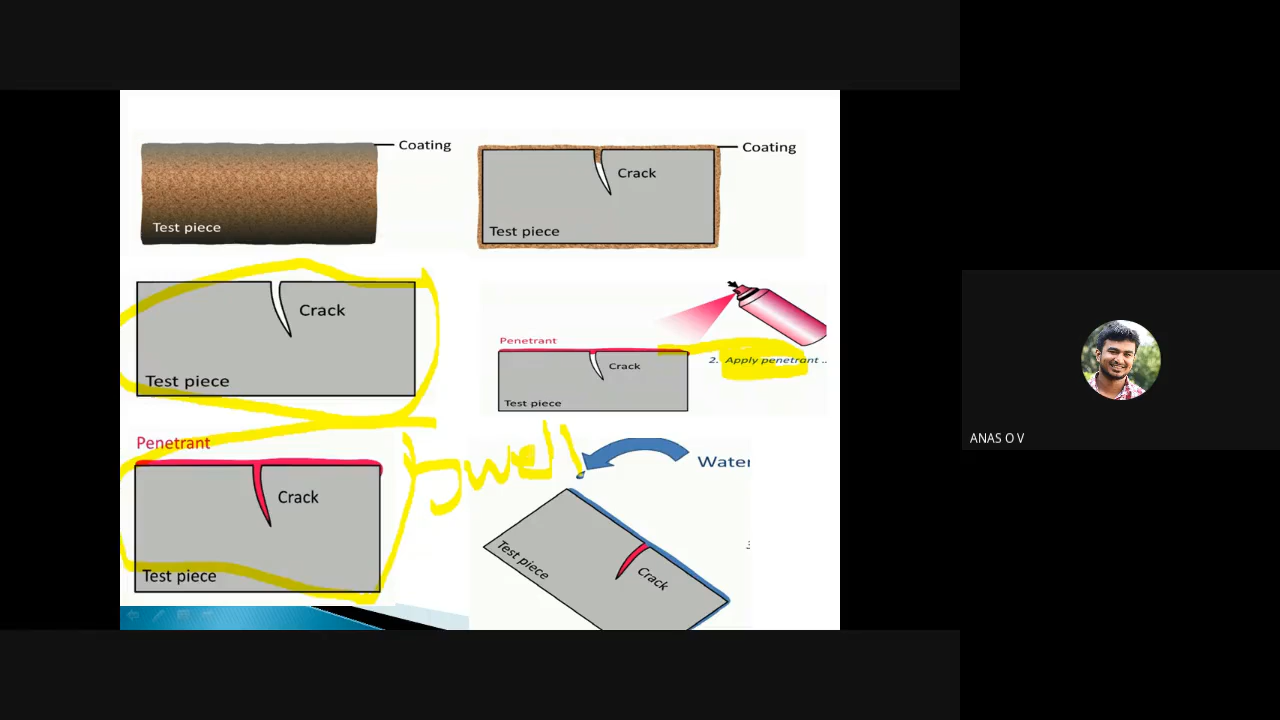 Coating
Test piece
Coating
Crack
Test piece
Crack
Test piece
Penetrant
2. Apply penetrant ..
Crack
Test piece
Penetrant
Crack
Test piece
Dwell
Water
Test piece
Crack
ANAS O V